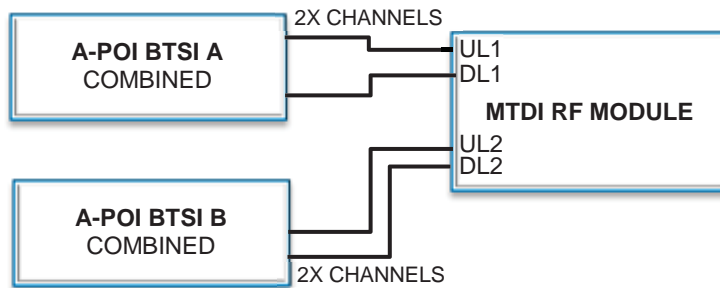 2X CHANNELS
A-POI BTSI A
COMBINED
UL1
DL1
MTDI RF MODULE
UL2
DL2
A-POI BTSI B
COMBINED
2X CHANNELS